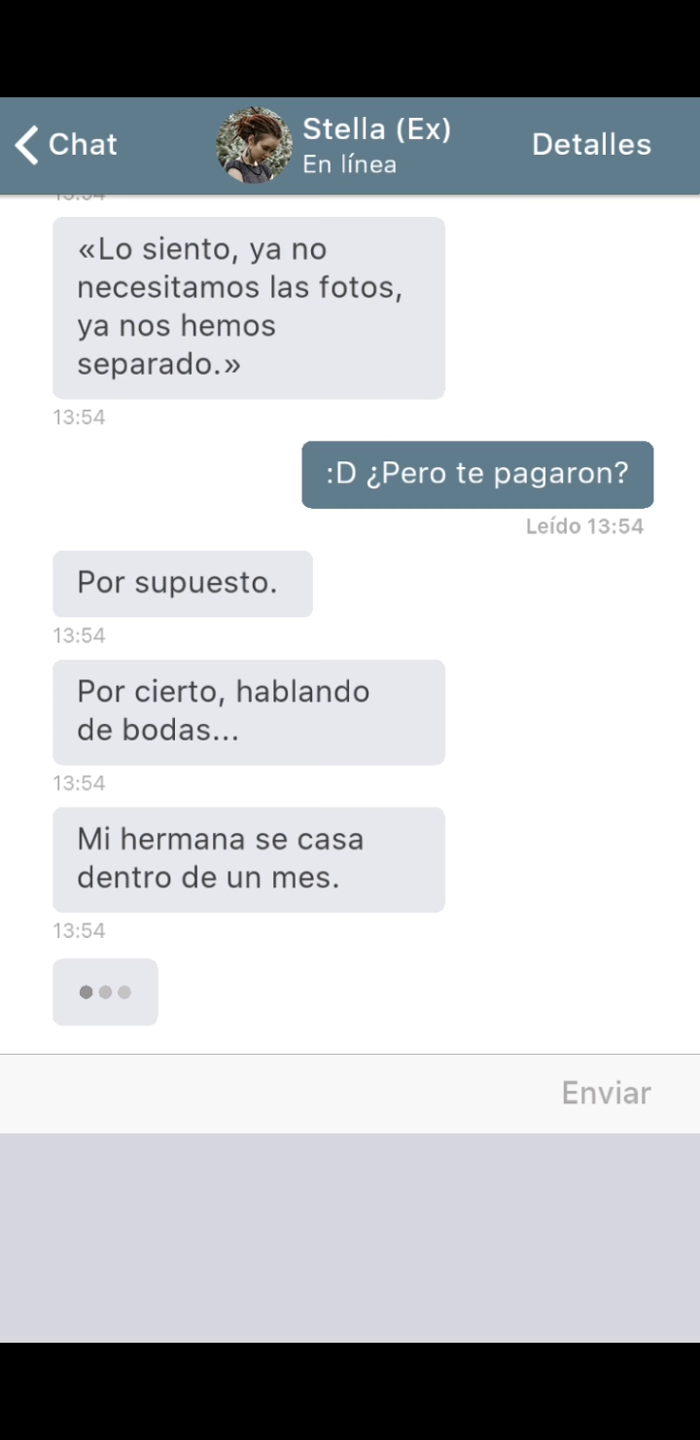 Chat
Stella (Ex)
En línea
Detalles
«Lo siento, ya no
necesitamos las fotos,
ya nos hemos
separado.»
13:54
:D ¿Pero te pagaron?
Leído 13:54
Por supuesto.
13:54
Por cierto, hablando
de bodas...
13:54
Mi hermana se casa
dentro de un mes.
13:54
Enviar